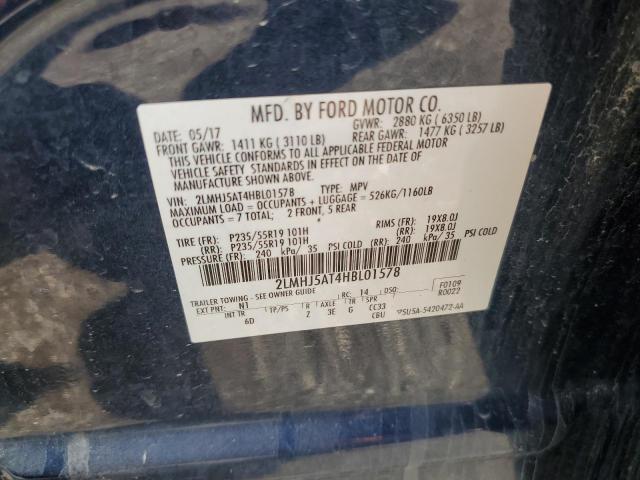 MFD. BY FORD MOTOR CO.
DATE: 05/17 GVWR: 2880 KG ( 6350 LB)
FRONT GAWR: 1411 KG ( 3110 LB) REAR GAWR: 1477 KG ( 3257 LB)
THIS VEHICLE CONFORMS TO ALL APPLICABLE FEDERAL MOTOR
VEHICLE SAFETY AND BUMPER STANDARDS IN EFFECT ON THE
DATE OF MANUFACTURE SHOWN ABOVE.
VIN: 2LMHJ5AT4HBL01578 TYPE: MPV
MAXIMUM LOAD = OCCUPANTS + LUGGAGE = 526KG/1160LB
OCCUPANTS = 7 TOTAL; 2 FRONT, 5 REAR
TIRE (FR): P235/55R19 101H RIMS (FR): 19X8.0J
(RR): P235/55R19 101H (RR): 19X8.0J
PRESSURE (FR): 240 kPa/ 35 PSI COLD (RR): 240 kPa/ 35 PSI COLD
2LMHJ5AT4HBL01578
TRAILER TOWING - SEE OWNER GUIDE RC: 14 DSO: F0109
EXT PNT: N1 R0022
INT TR TP/PS R AXLE TR SPR
6D Z 3E G CC33
CBU 5U5A-5420472-AA